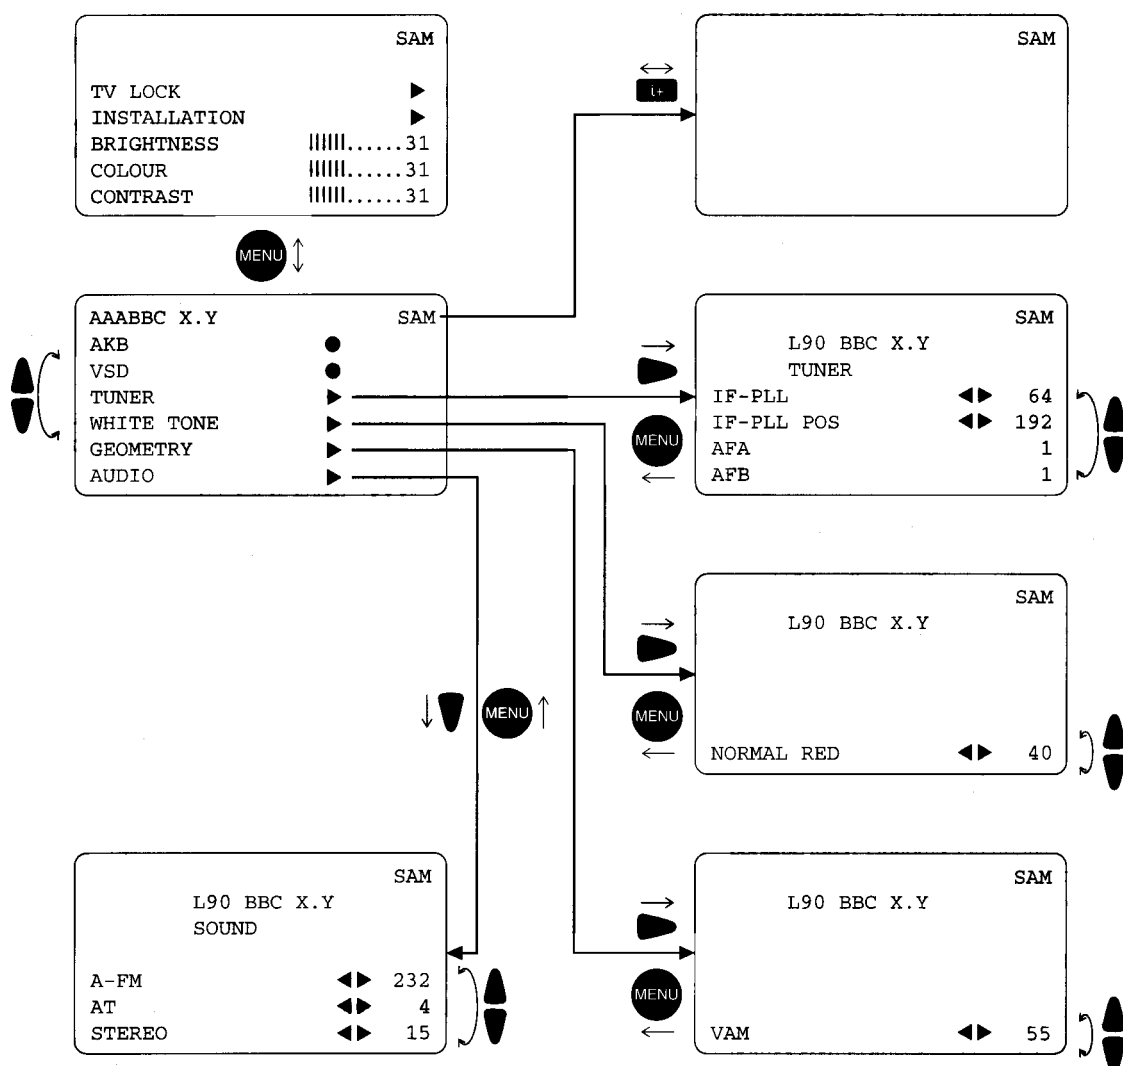 SAM
TV LOCK
INSTALLATION
BRIGHTNESS ||||||......31
COLOUR ||||||......31
CONTRAST ||||||......31
MENU
i+
SAM
AAABBC X.Y SAM
AKB
VSD
TUNER
WHITE TONE
GEOMETRY
AUDIO
MENU
SAM
L90 BBC X.Y
TUNER
IF-PLL 64
IF-PLL POS 192
AFA 1
AFB 1
MENU
SAM
L90 BBC X.Y
NORMAL RED 40
MENU
SAM
L90 BBC X.Y
SOUND
A-FM 232
AT 4
STEREO 15
MENU
SAM
L90 BBC X.Y
VAM 55